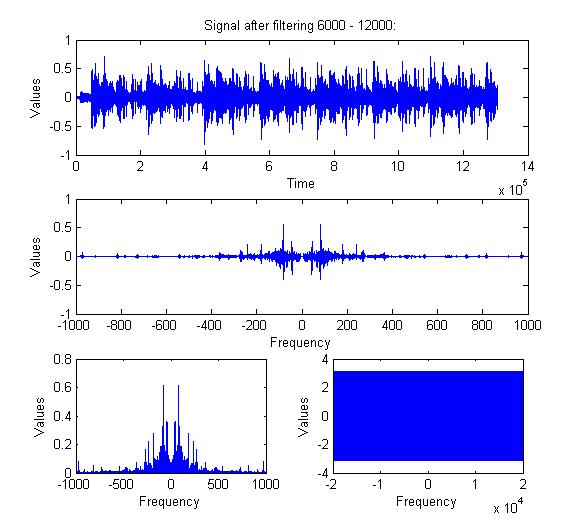 Signal after filtering 6000 - 12000:
1
0.5
0
-0.5
-1
Values
0 2 4 6 8 10 12 14
Time
x 10^5
1
0.5
0
-0.5
-1
Values
-1000 -800 -600 -400 -200 0 200 400 600 800 1000
Frequency
0.8
0.6
0.4
0.2
0
Values
-1000 -500 0 500 1000
Frequency
4
2
0
-2
-4
Values
-2 -1 0 1 2
Frequency
x 10^4